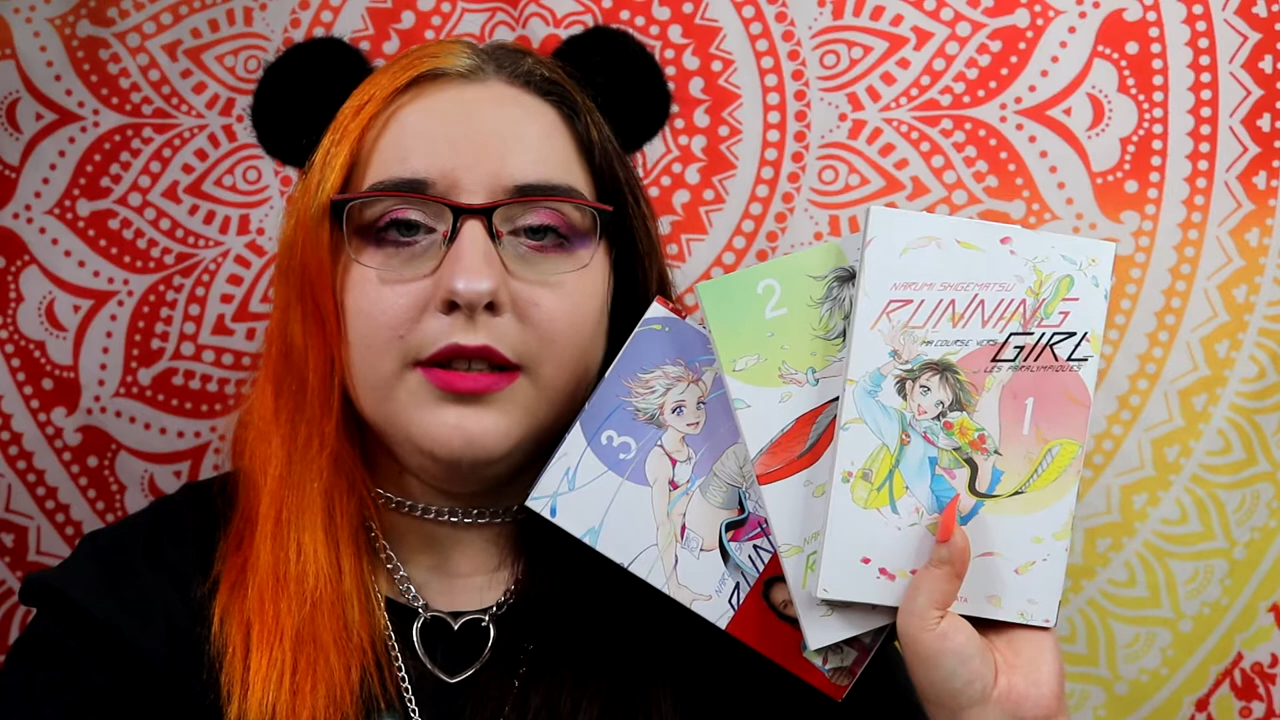 3
2
NARUMI SHIGEMATSU
RUNNING
MA COURSE VERS GIRL
LES PARALYMPIQUES
1